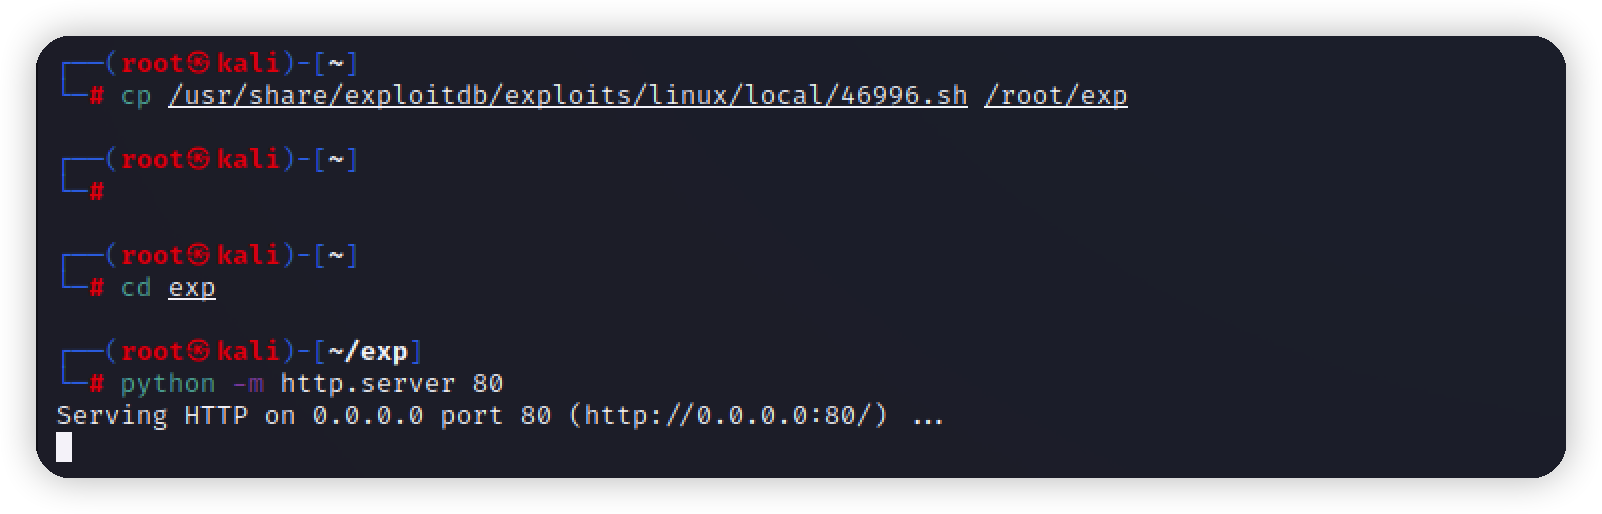 ┌──(root㉿kali)-[~]
└─# cp /usr/share/exploitdb/exploits/linux/local/46996.sh /root/exp
┌──(root㉿kali)-[~]
└─#
┌──(root㉿kali)-[~]
└─# cd exp
┌──(root㉿kali)-[~/exp]
└─# python -m http.server 80
Serving HTTP on 0.0.0.0 port 80 (http://0.0.0.0:80/) ...